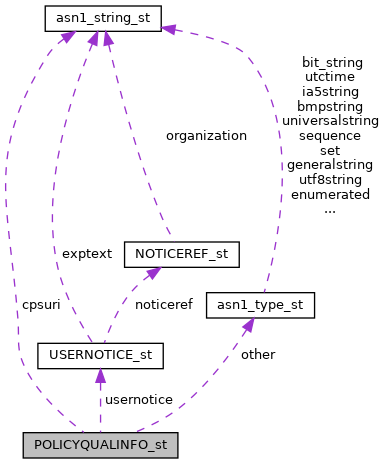 asn1_string_st
bit_string
utctime
ia5string
bmpstring
universalstring
sequence
set
generalstring
utf8string
enumerated
...
organization
exptext
NOTICEREF_st
cpsuri
noticeref
asn1_type_st
USERNOTICE_st
other
usernotice
POLICYQUALINFO_st